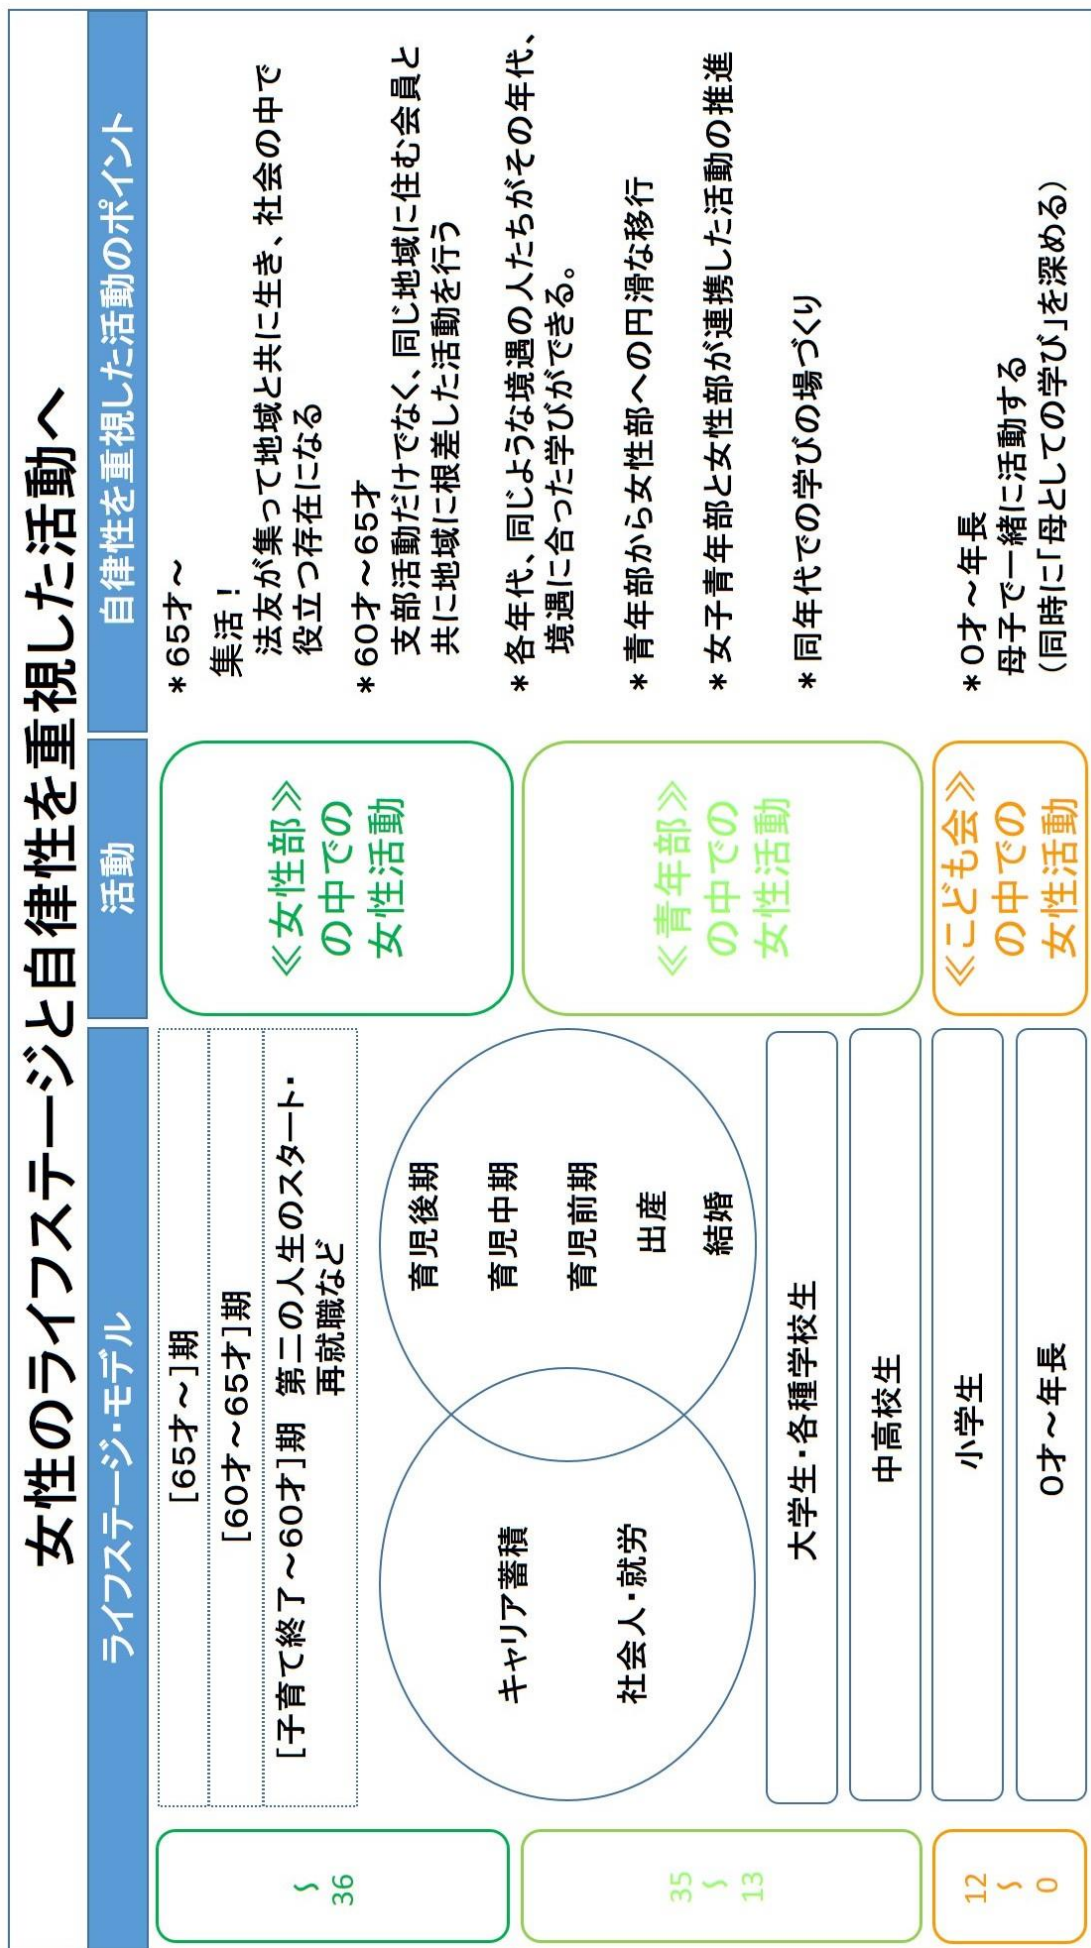 女性のライフステージと自律性を重視した活動へ
ライフステージ・モデル
活動
自律性を重視した活動のポイント
～
36
35
～
13
12
～
0
[65才～]期
[60才～65才]期
[子育て終了～60才]期 第二の人生のスタート・
再就職など
キャリア蓄積
社会人・就労
育児後期
育児中期
育児前期
出産
結婚
大学生・各種学校生
中高校生
小学生
0才～年長
≪女性部≫
の中での
女性活動
≪青年部≫
の中での
女性活動
≪こども会≫
の中での
女性活動
＊65才～
集活！
法友が集って地域と共に生き、社会の中で
役立つ存在になる
＊60才～65才
支部活動だけでなく、同じ地域に住む会員と
共に地域に根差した活動を行う
＊各年代、同じような境遇の人たちがその年代、
境遇に合った学びができる。
＊青年部から女性部への円滑な移行
＊女子青年部と女性部が連携した活動の推進
＊同年代での学びの場づくり
＊0才～年長
母子で一緒に活動する
（同時に「母としての学び」を深める）